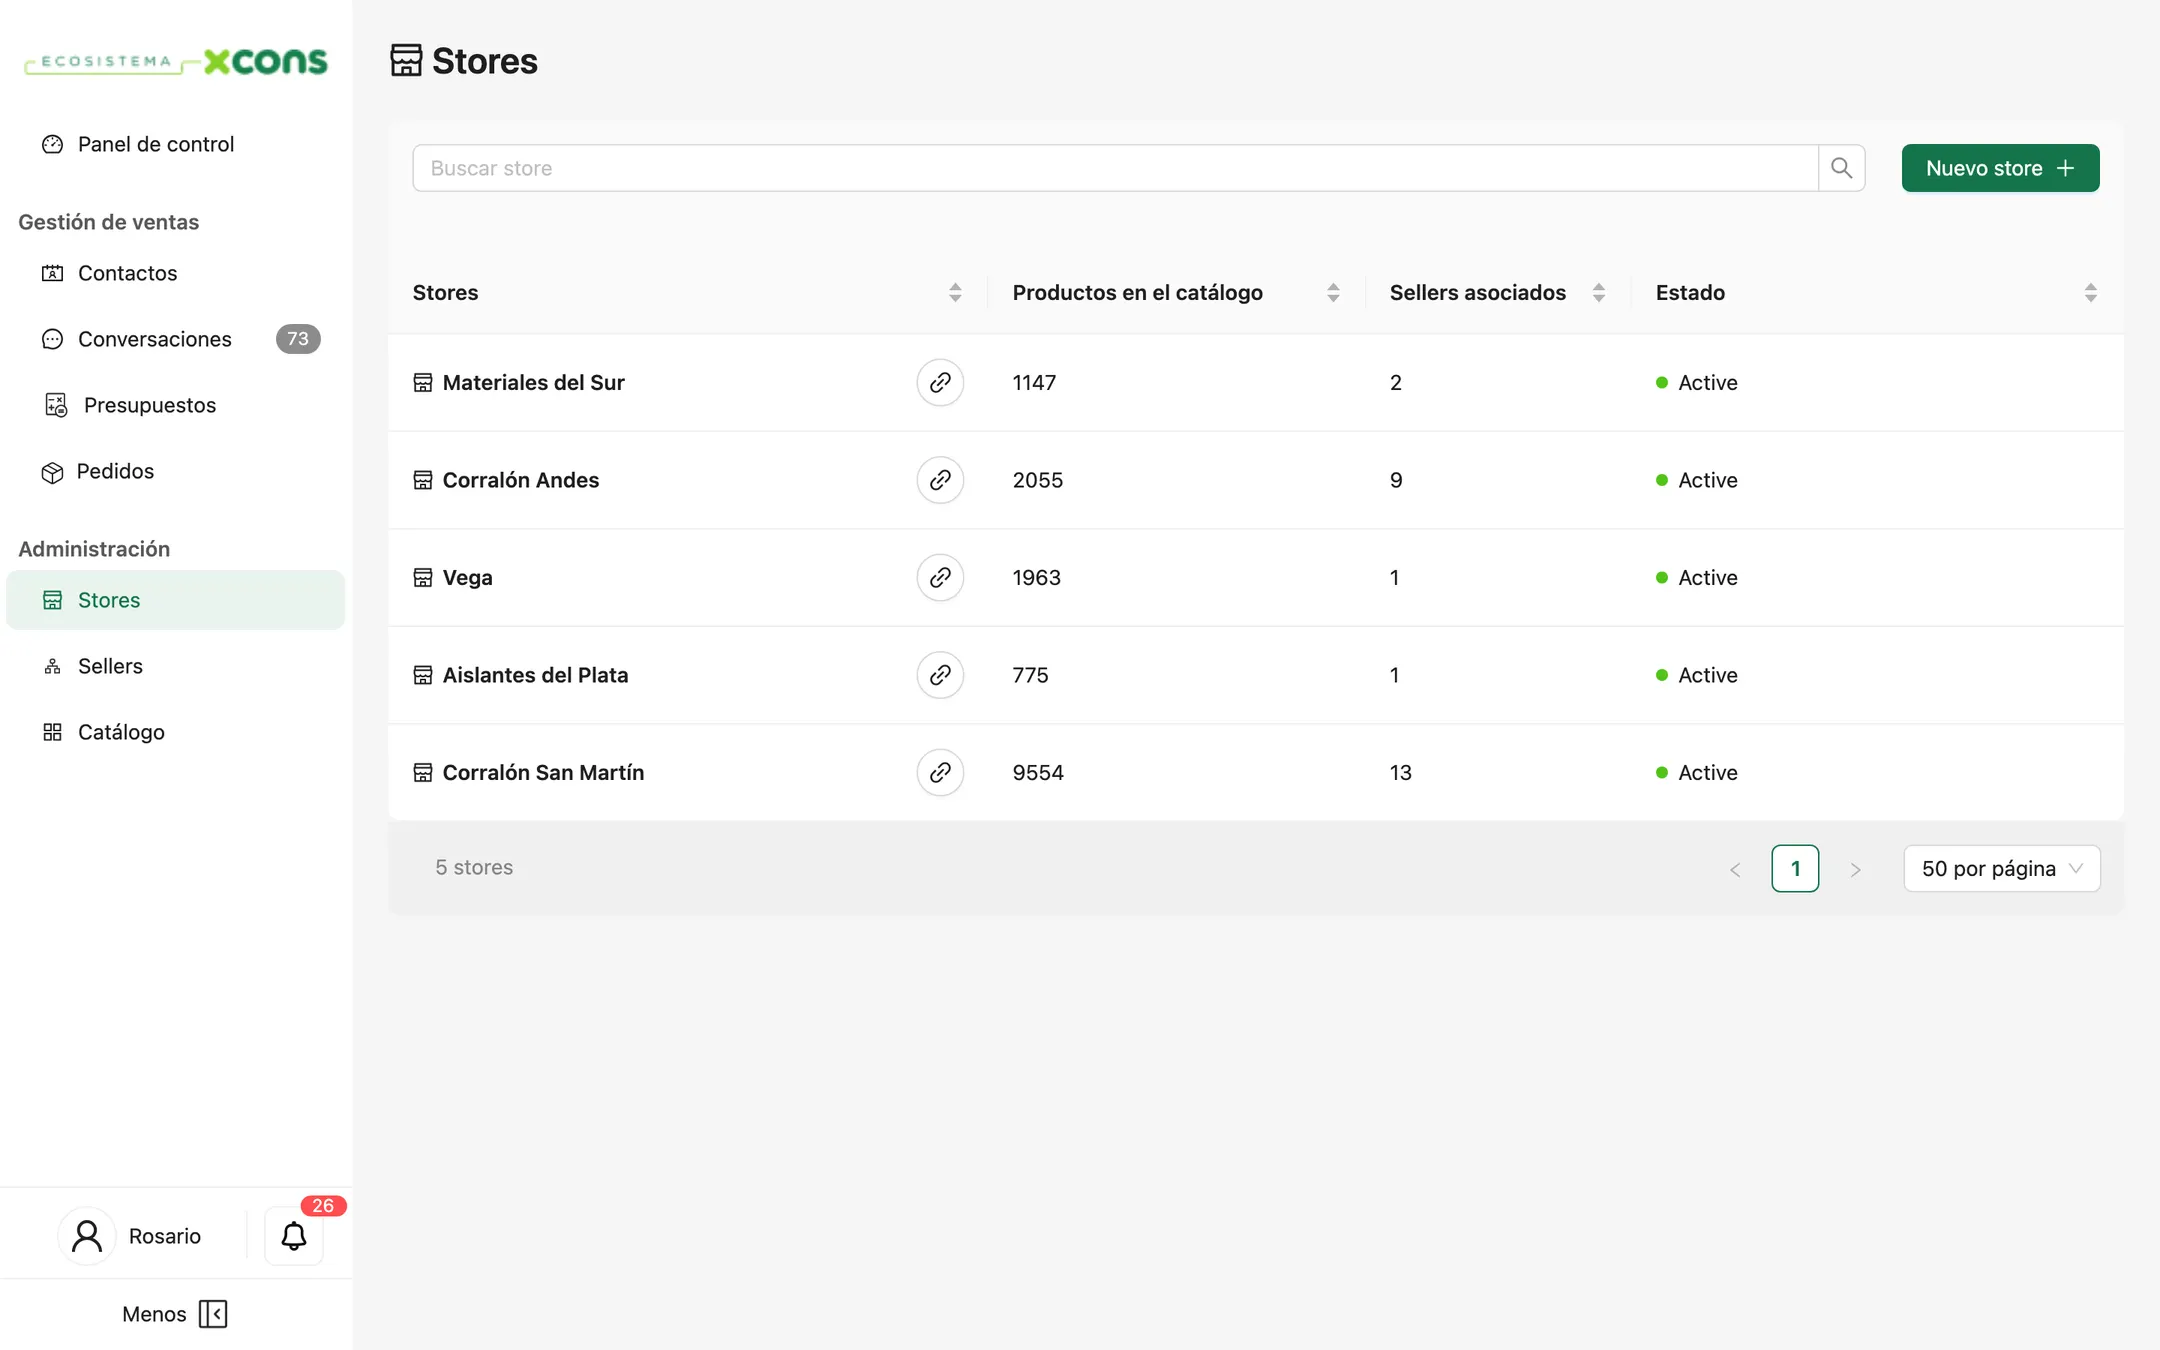 ECOSISTEMA xcons
Panel de control
Gestión de ventas
Contactos
Conversaciones 73
Presupuestos
Pedidos
Administración
Stores
Sellers
Catálogo
26
Rosario
Menos
Stores
Buscar store
Nuevo store
Stores Productos en el catálogo Sellers asociados Estado
Materiales del Sur 1147 2 Active
Corralón Andes 2055 9 Active
Vega 1963 1 Active
Aislantes del Plata 775 1 Active
Corralón San Martín 9554 13 Active
5 stores 1 50 por página